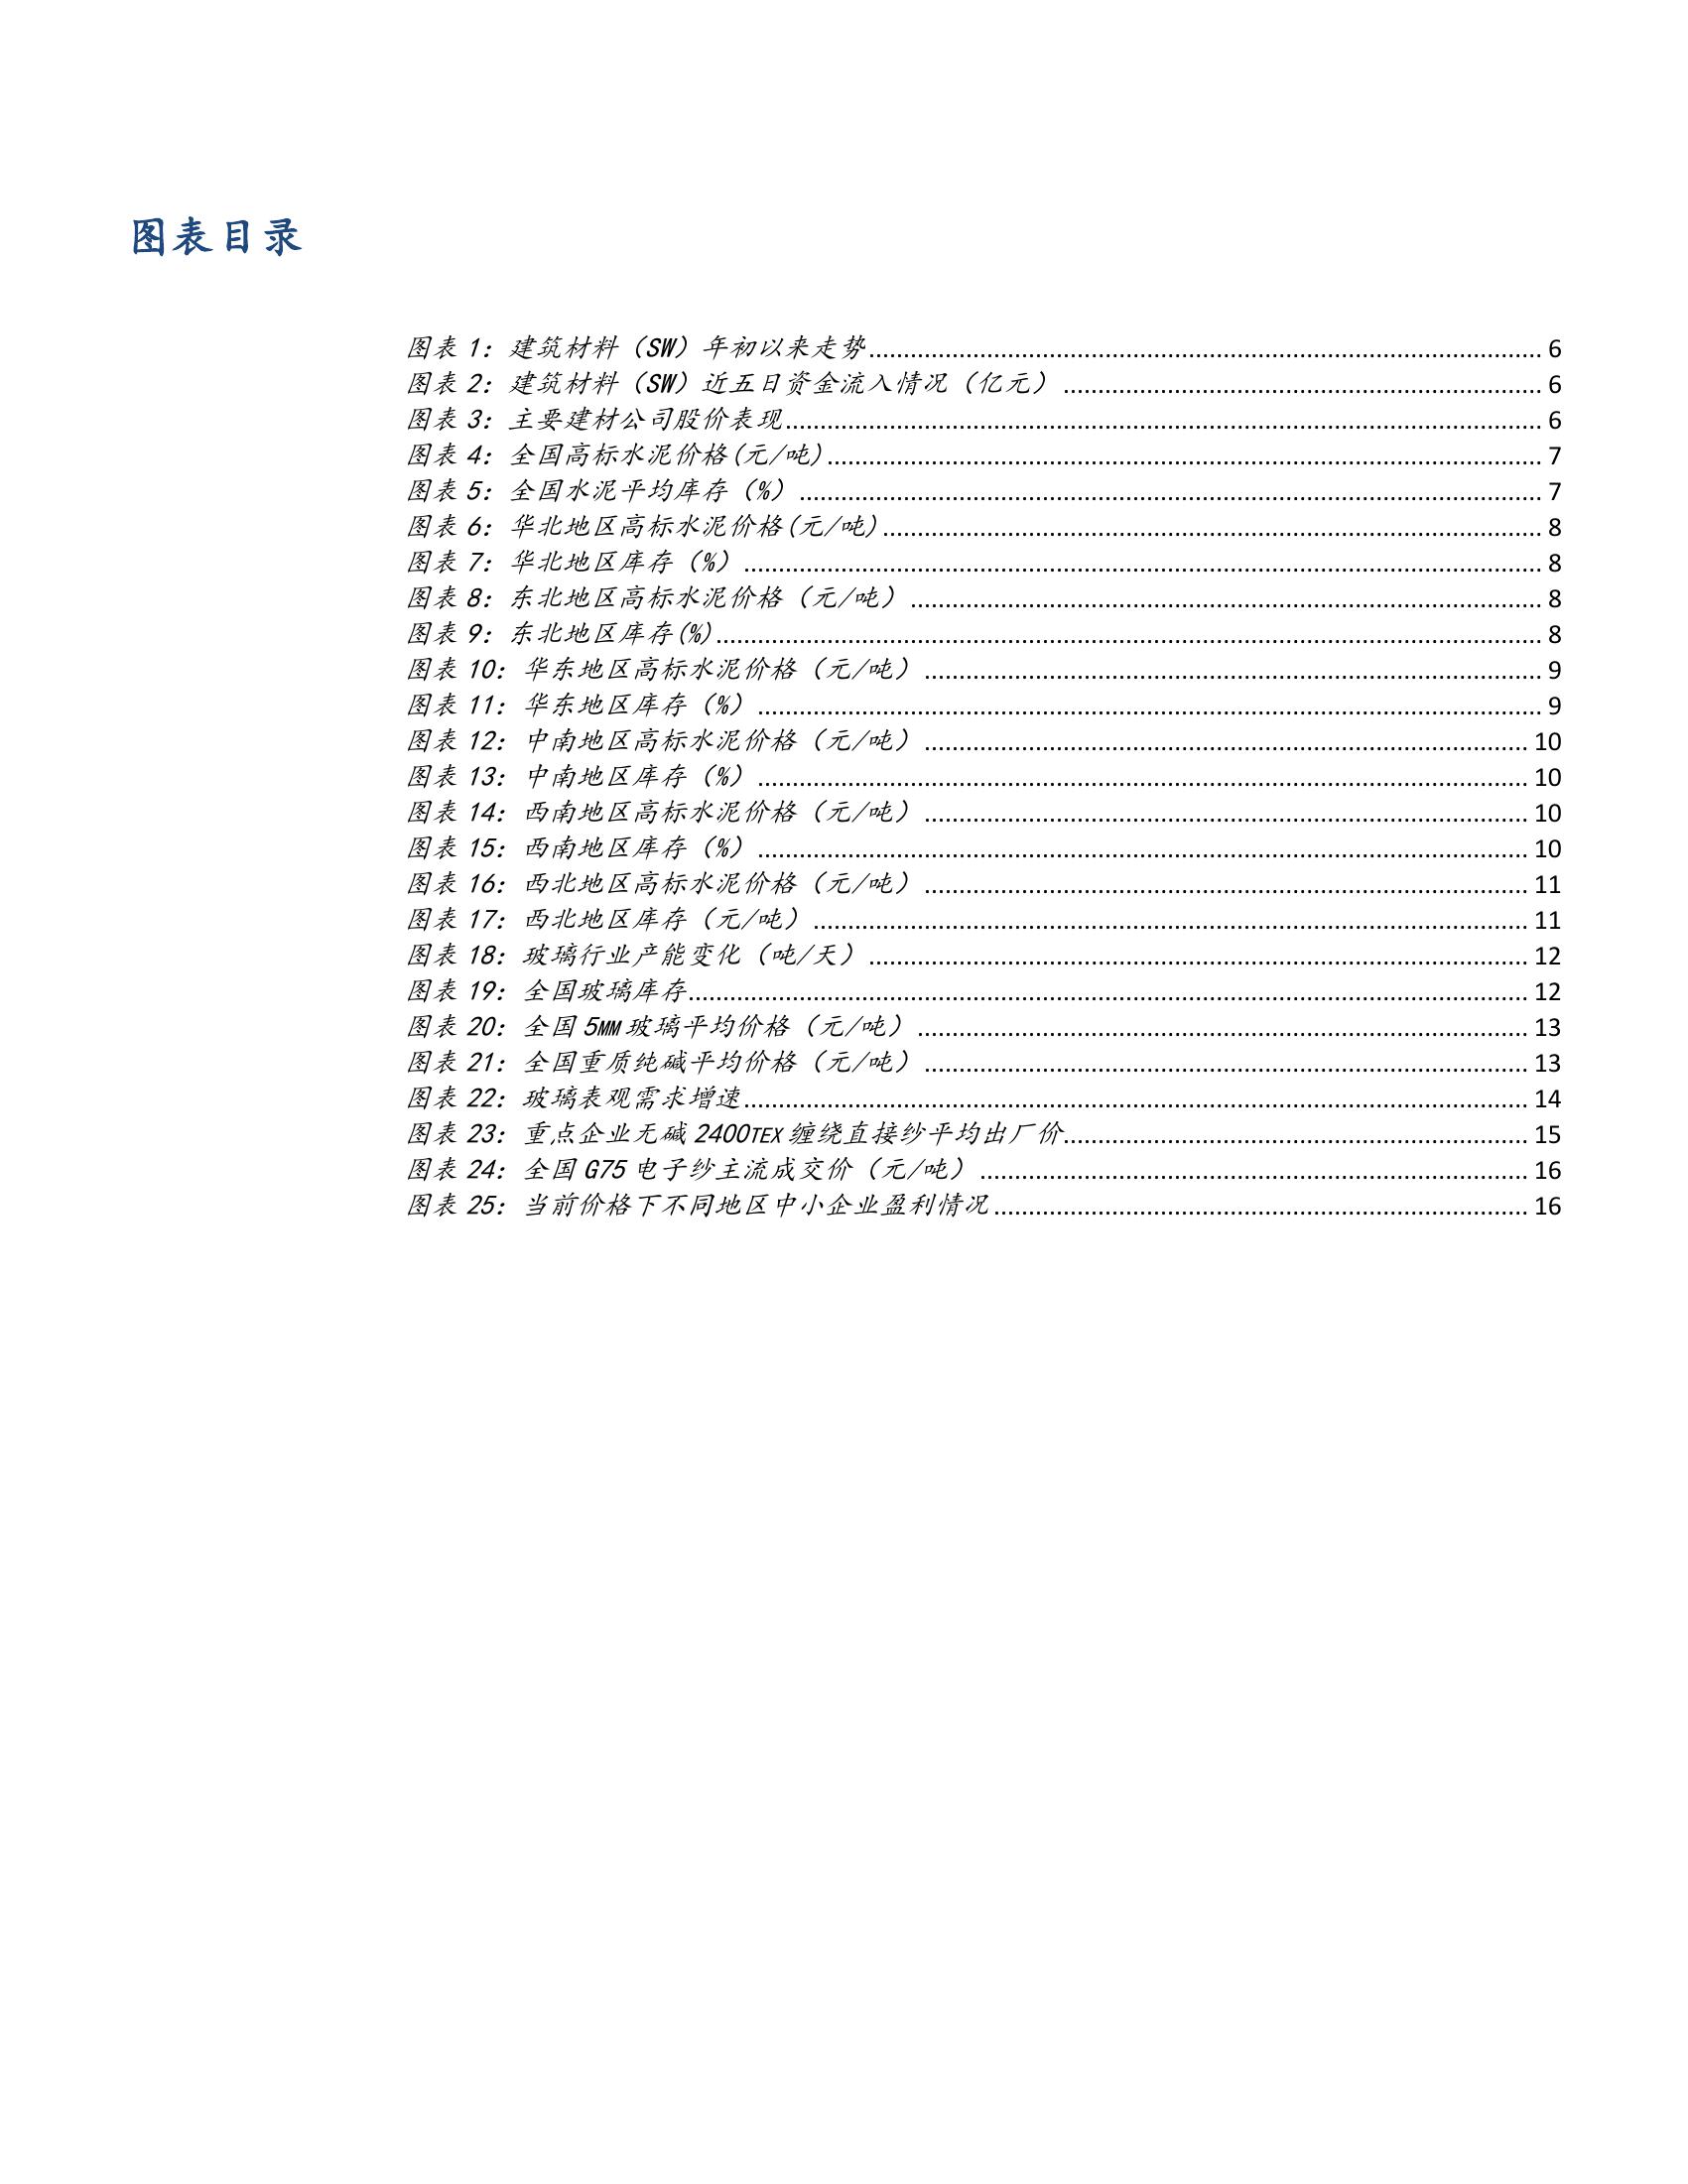 图表目录
图表 1：建筑材料（SW）年初以来走势 6
图表 2：建筑材料（SW）近五日资金流入情况（亿元） 6
图表 3：主要建材公司股价表现 6
图表 4：全国高标水泥价格(元/吨) 7
图表 5：全国水泥平均库存（%） 7
图表 6：华北地区高标水泥价格(元/吨) 8
图表 7：华北地区库存（%） 8
图表 8：东北地区高标水泥价格（元/吨） 8
图表 9：东北地区库存(%) 8
图表 10：华东地区高标水泥价格（元/吨） 9
图表 11：华东地区库存（%） 9
图表 12：中南地区高标水泥价格（元/吨） 10
图表 13：中南地区库存（%） 10
图表 14：西南地区高标水泥价格（元/吨） 10
图表 15：西南地区库存（%） 10
图表 16：西北地区高标水泥价格（元/吨） 11
图表 17：西北地区库存（元/吨） 11
图表 18：玻璃行业产能变化（吨/天） 12
图表 19：全国玻璃库存 12
图表 20：全国 5MM 玻璃平均价格（元/吨） 13
图表 21：全国重质纯碱平均价格（元/吨） 13
图表 22：玻璃表观需求增速 14
图表 23：重点企业无碱 2400TEX 缠绕直接纱平均出厂价 15
图表 24：全国 G75 电子纱主流成交价（元/吨） 16
图表 25：当前价格下不同地区中小企业盈利情况 16